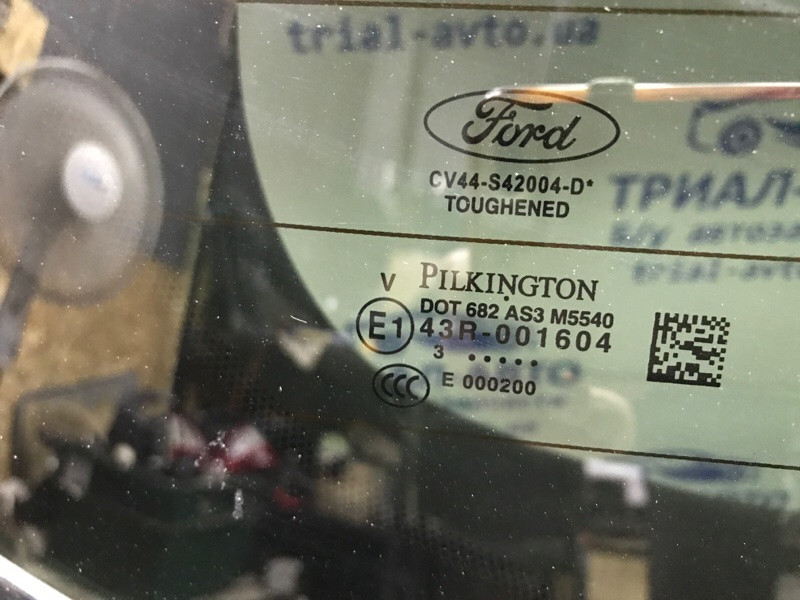 trial-avto.ua
Ford
CV44-S42004-D*
TOUGHENED
ТРИАЛ-
Б/у автоза
trial-avto
V PILKINGTON
DOT 682 AS3 M5540
E1 43R-001604
3 •••••
CCC E 000200